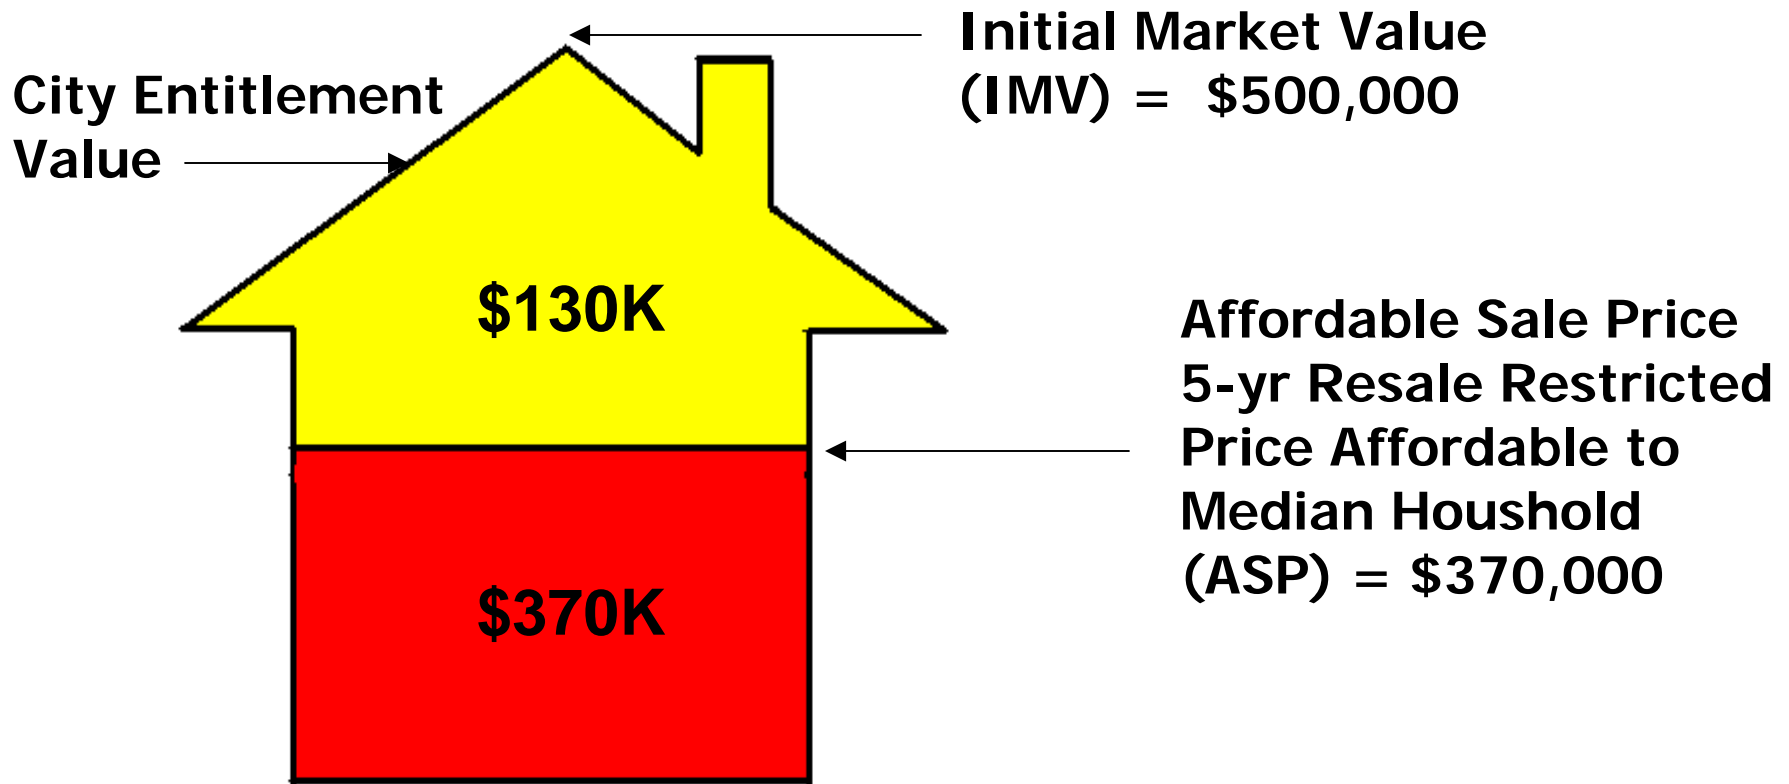 Initial Market Value
(IMV) = $500,000
City Entitlement
Value
$130K
Affordable Sale Price
5-yr Resale Restricted
Price Affordable to
Median Houshold
(ASP) = $370,000
$370K